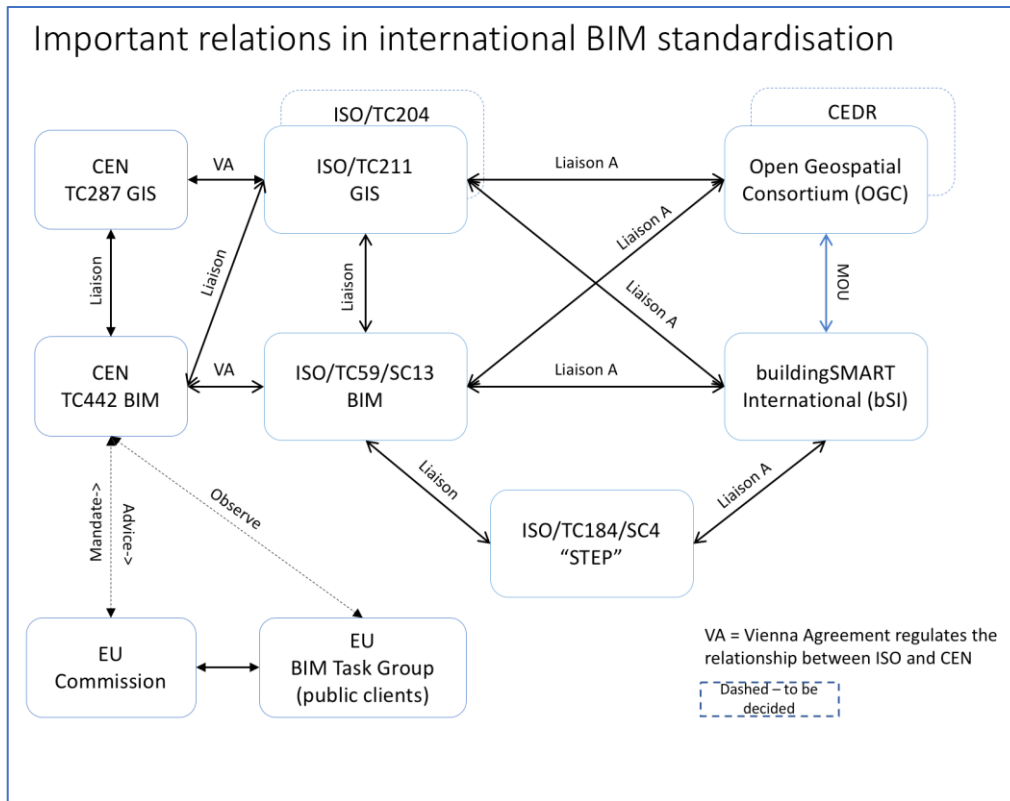 Important relations in international BIM standardisation
ISO/TC204
CEDR
CEN
TC287 GIS
VA
ISO/TC211
GIS
Liaison A
Open Geospatial
Consortium (OGC)
Liaison
Liaison
Liaison
Liaison A
Liaison A
MOU
CEN
TC442 BIM
VA
ISO/TC59/SC13
BIM
Liaison A
buildingSMART
International (bSI)
Mandate->
Advice->
Observe
Liaison
Liaison A
ISO/TC184/SC4
“STEP”
EU
Commission
EU
BIM Task Group
(public clients)
VA = Vienna Agreement regulates the
relationship between ISO and CEN
Dashed – to be
decided